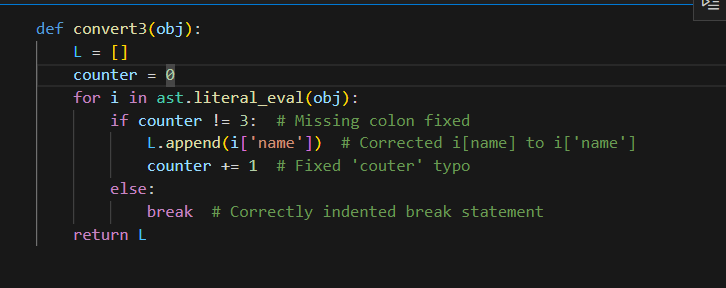 def convert3(obj):
    L = []
    counter = 0
    for i in ast.literal_eval(obj):
        if counter != 3:  # Missing colon fixed
            L.append(i['name'])  # Corrected i[name] to i['name']
            counter += 1  # Fixed 'couter' typo
        else:
            break  # Correctly indented break statement
    return L